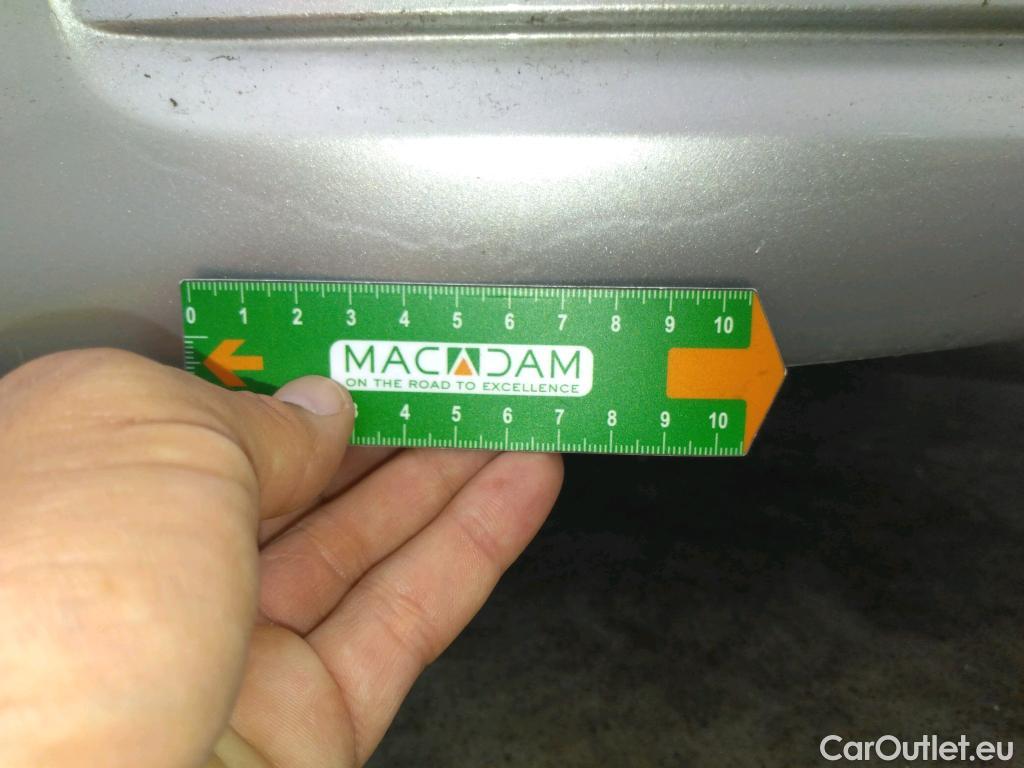 0 1 2 3 4 5 6 7 8 9 10
MACADAM
ON THE ROAD TO EXCELLENCE
3 4 5 6 7 8 9 10
CarOutlet.eu